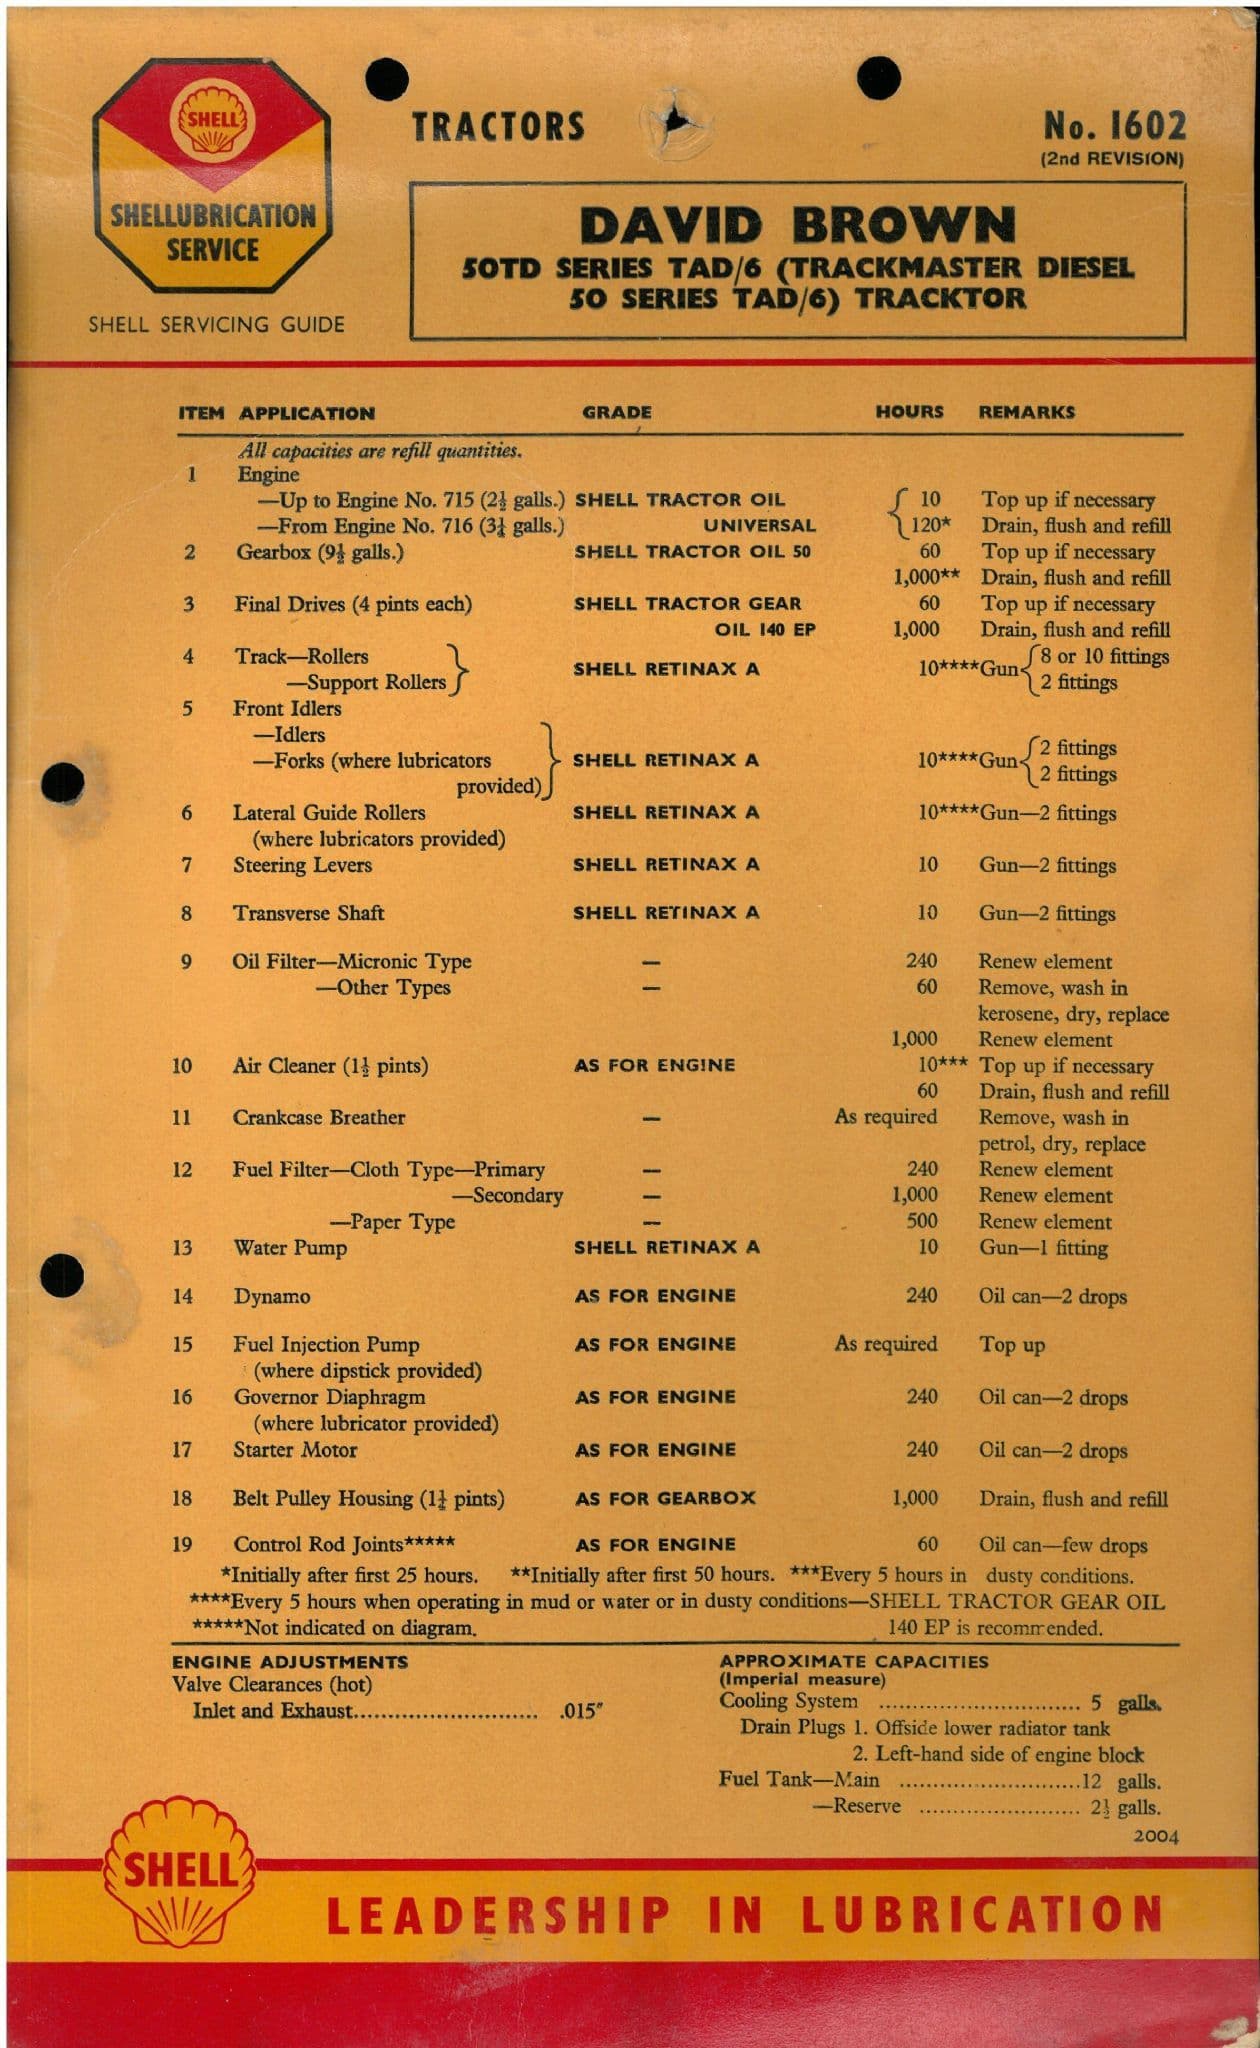 SHELL
SHELLUBRICATION
SERVICE
SHELL SERVICING GUIDE
TRACTORS
No. 1602
(2nd REVISION)
DAVID BROWN
50TD SERIES TAD/6 (TRACKMASTER DIESEL
50 SERIES TAD/6) TRACKTOR
ITEM APPLICATION GRADE HOURS REMARKS
All capacities are refill quantities.
1 Engine
—Up to Engine No. 715 (2½ galls.) SHELL TRACTOR OIL 10 Top up if necessary
—From Engine No. 716 (3¼ galls.) UNIVERSAL 120* Drain, flush and refill
2 Gearbox (9½ galls.) SHELL TRACTOR OIL 50 60 Top up if necessary
1,000** Drain, flush and refill
3 Final Drives (4 pints each) SHELL TRACTOR GEAR 60 Top up if necessary
OIL 140 EP 1,000 Drain, flush and refill
4 Track—Rollers 8 or 10 fittings
SHELL RETINAX A 10****Gun
—Support Rollers 2 fittings
5 Front Idlers
—Idlers 2 fittings
—Forks (where lubricators SHELL RETINAX A 10****Gun
provided) 2 fittings
6 Lateral Guide Rollers SHELL RETINAX A 10****Gun—2 fittings
(where lubricators provided)
7 Steering Levers SHELL RETINAX A 10 Gun—2 fittings
8 Transverse Shaft SHELL RETINAX A 10 Gun—2 fittings
9 Oil Filter—Micronic Type — 240 Renew element
—Other Types — 60 Remove, wash in
kerosene, dry, replace
1,000 Renew element
10 Air Cleaner (1½ pints) AS FOR ENGINE 10*** Top up if necessary
60 Drain, flush and refill
11 Crankcase Breather — As required Remove, wash in
petrol, dry, replace
12 Fuel Filter—Cloth Type—Primary — 240 Renew element
—Secondary — 1,000 Renew element
—Paper Type — 500 Renew element
13 Water Pump SHELL RETINAX A 10 Gun—1 fitting
14 Dynamo AS FOR ENGINE 240 Oil can—2 drops
15 Fuel Injection Pump AS FOR ENGINE As required Top up
(where dipstick provided)
16 Governor Diaphragm AS FOR ENGINE 240 Oil can—2 drops
(where lubricator provided)
17 Starter Motor AS FOR ENGINE 240 Oil can—2 drops
18 Belt Pulley Housing (1½ pints) AS FOR GEARBOX 1,000 Drain, flush and refill
19 Control Rod Joints***** AS FOR ENGINE 60 Oil can—few drops
*Initially after first 25 hours. **Initially after first 50 hours. ***Every 5 hours in dusty conditions.
****Every 5 hours when operating in mud or water or in dusty conditions—SHELL TRACTOR GEAR OIL
*****Not indicated on diagram. 140 EP is recommended.
ENGINE ADJUSTMENTS
Valve Clearances (hot)
Inlet and Exhaust............................ .015"
APPROXIMATE CAPACITIES
(Imperial measure)
Cooling System .............................. 5 galls.
Drain Plugs 1. Offside lower radiator tank
2. Left-hand side of engine block
Fuel Tank—Main ...........................12 galls.
—Reserve ........................ 2½ galls.
2004
SHELL
LEADERSHIP IN LUBRICATION